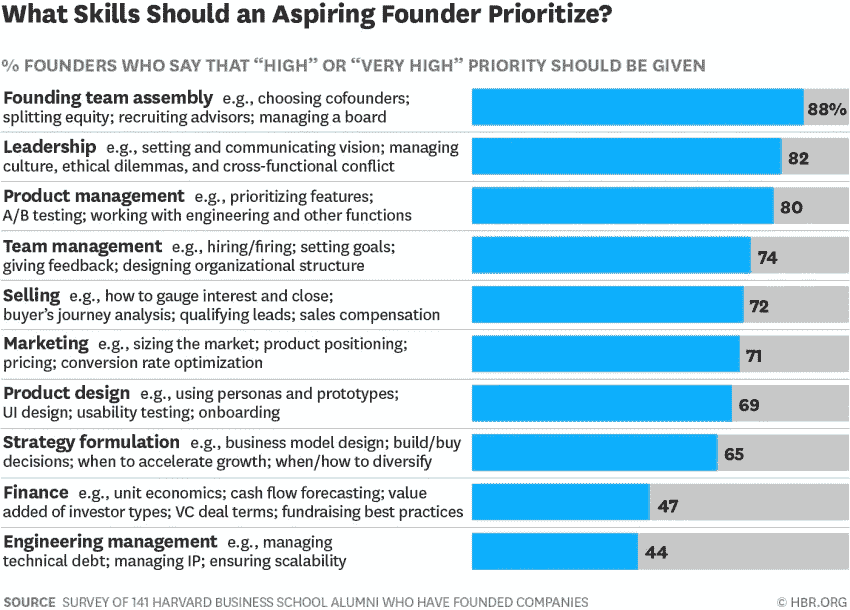 What Skills Should an Aspiring Founder Prioritize?
% FOUNDERS WHO SAY THAT “HIGH” OR “VERY HIGH” PRIORITY SHOULD BE GIVEN
Founding team assembly e.g., choosing cofounders;
splitting equity; recruiting advisors; managing a board
88%
Leadership e.g., setting and communicating vision; managing
culture, ethical dilemmas, and cross-functional conflict
82
Product management e.g., prioritizing features;
A/B testing; working with engineering and other functions
80
Team management e.g., hiring/firing; setting goals;
giving feedback; designing organizational structure
74
Selling e.g., how to gauge interest and close;
buyer’s journey analysis; qualifying leads; sales compensation
72
Marketing e.g., sizing the market; product positioning;
pricing; conversion rate optimization
71
Product design e.g., using personas and prototypes;
UI design; usability testing; onboarding
69
Strategy formulation e.g., business model design; build/buy
decisions; when to accelerate growth; when/how to diversify
65
Finance e.g., unit economics; cash flow forecasting; value
added of investor types; VC deal terms; fundraising best practices
47
Engineering management e.g., managing
technical debt; managing IP; ensuring scalability
44
SOURCE SURVEY OF 141 HARVARD BUSINESS SCHOOL ALUMNI WHO HAVE FOUNDED COMPANIES
© HBR.ORG